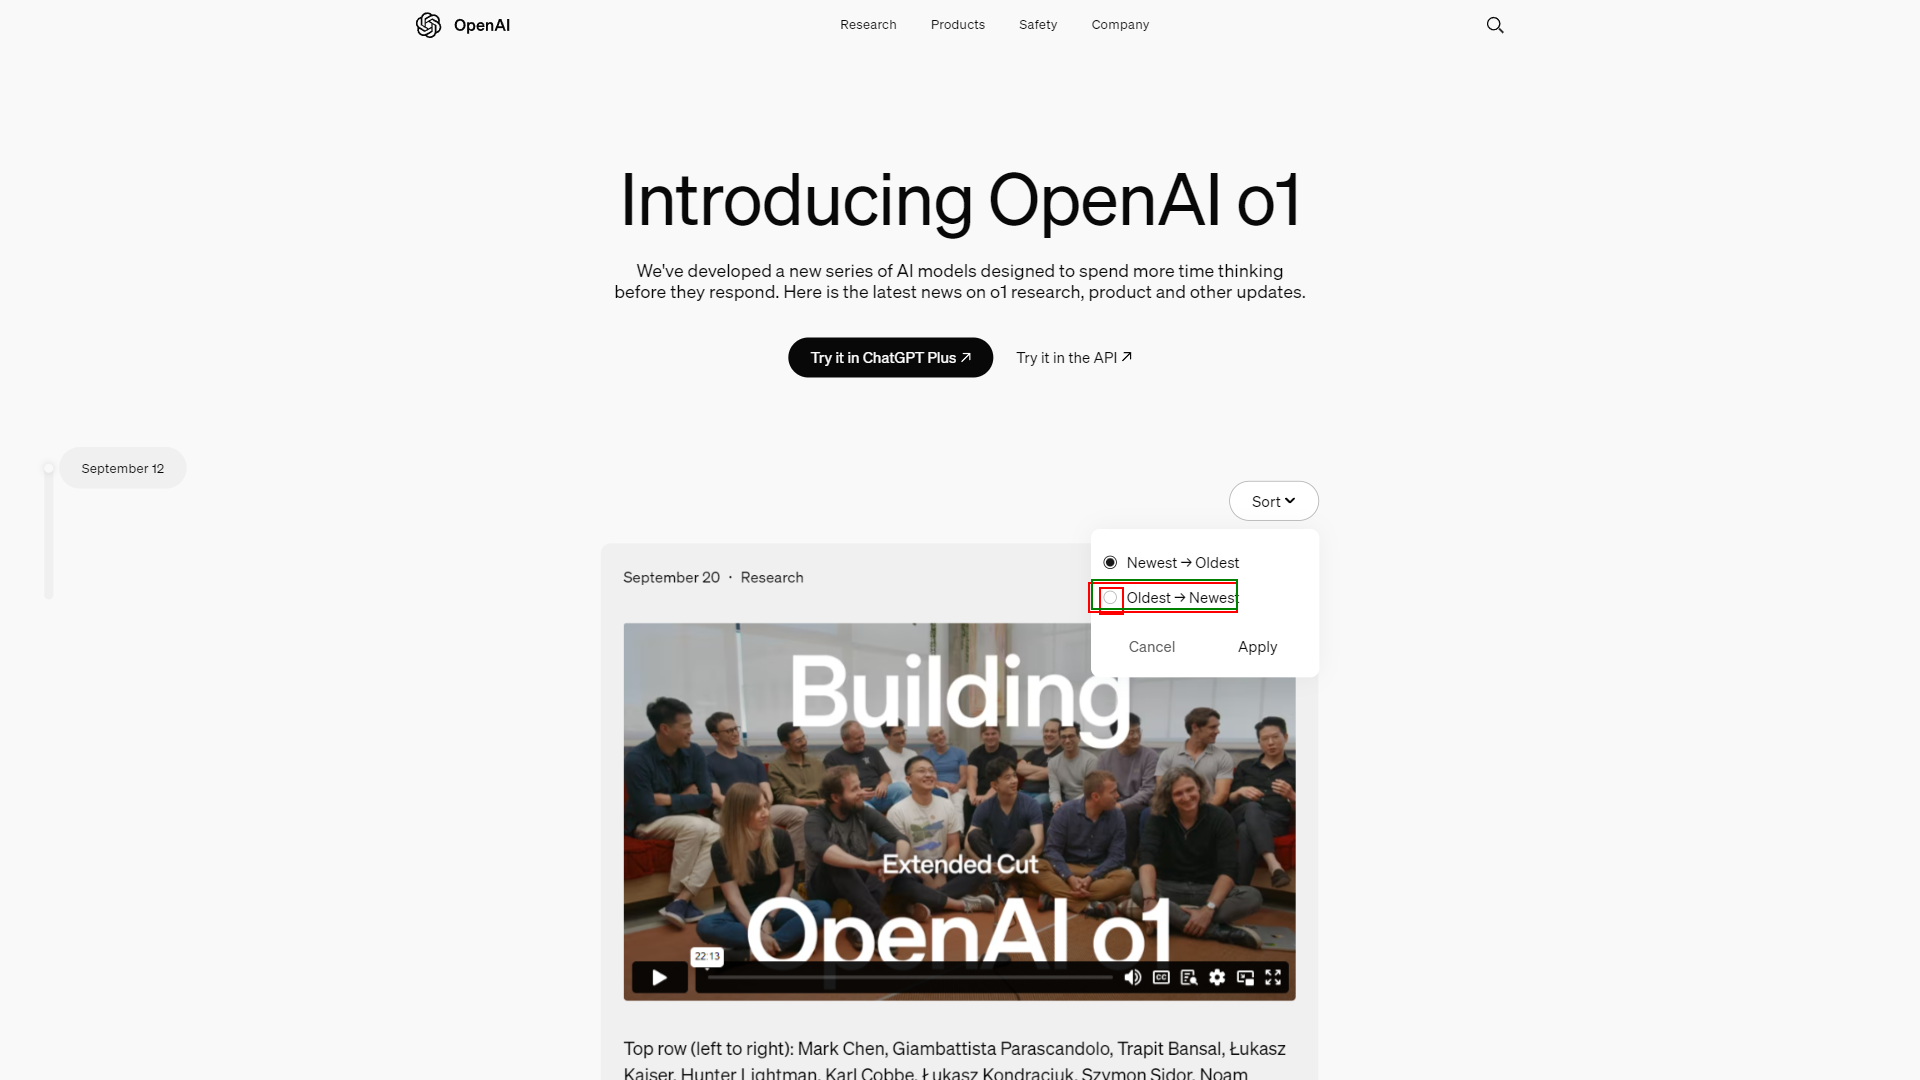 OpenAI
Research
Products
Safety
Company
Introducing OpenAI o1
We've developed a new series of AI models designed to spend more time thinking
before they respond. Here is the latest news on o1 research, product and other updates.
Try it in ChatGPT Plus ↗
Try it in the API ↗
September 12
Sort
Newest → Oldest
Oldest → Newest
Cancel
Apply
September 20 · Research
Building
Extended Cut
OpenAI o1
22:13
CC
Top row (left to right): Mark Chen, Giambattista Parascandolo, Trapit Bansal, Łukasz
Kaiser, Hunter Lightman, Karl Cobbe, Łukasz Kondraciuk, Szymon Sidor, Noam